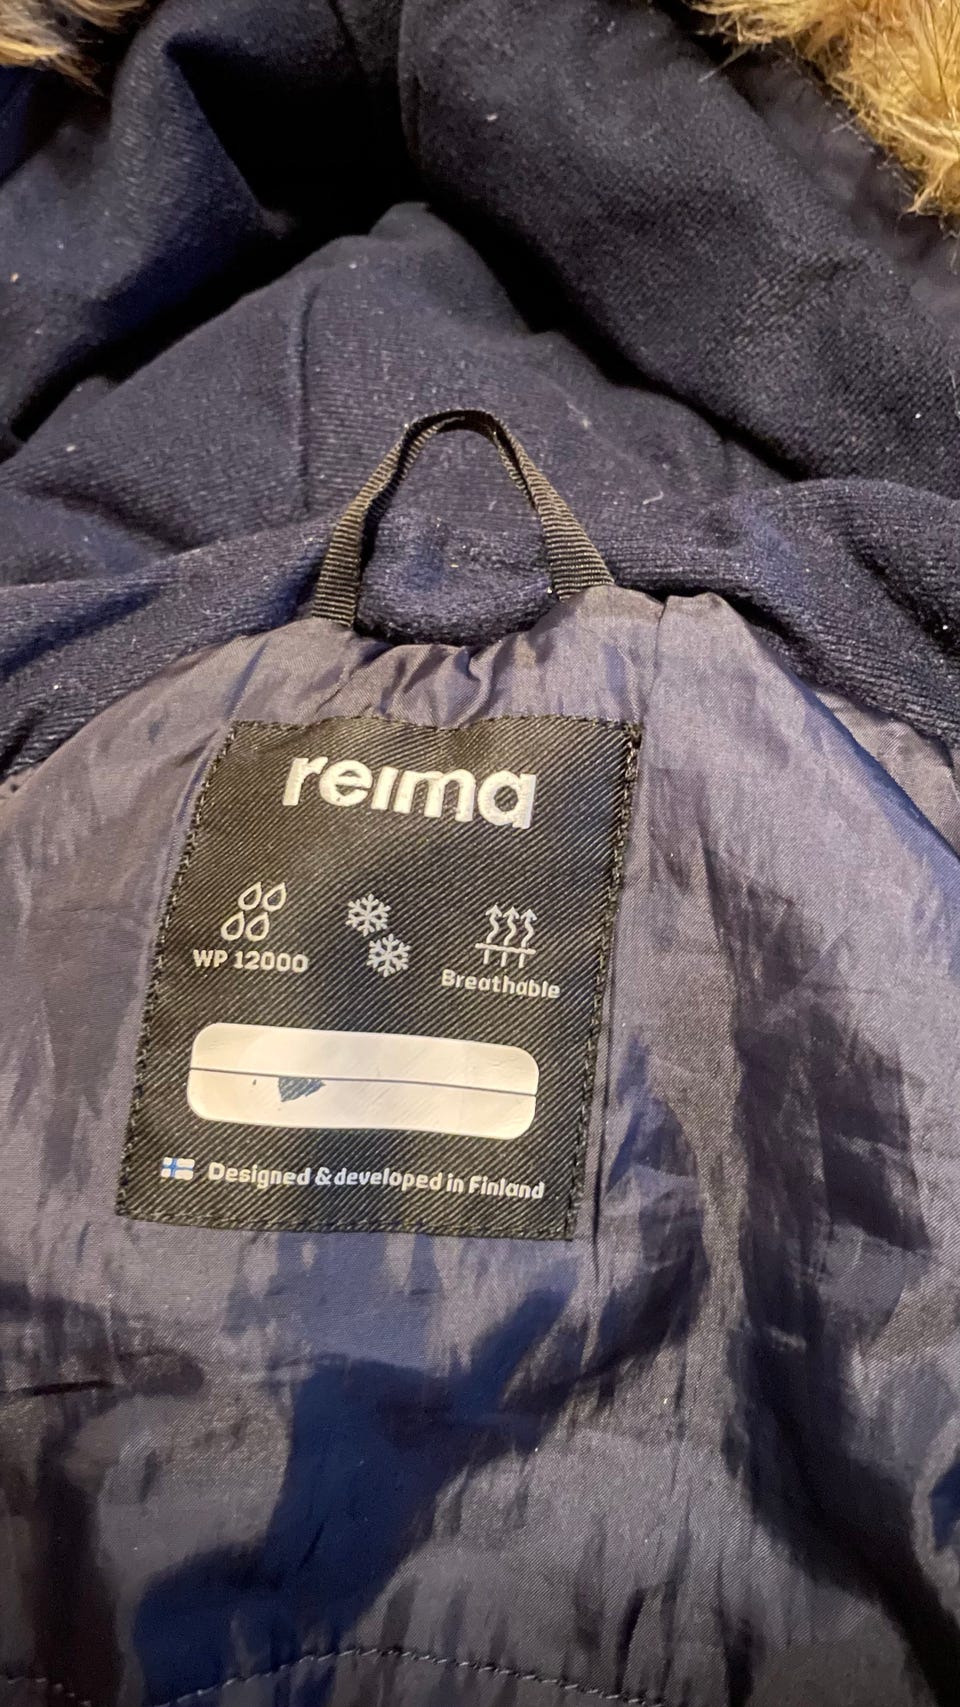 reima
WP 12000
Breathable
Designed & developed in Finland